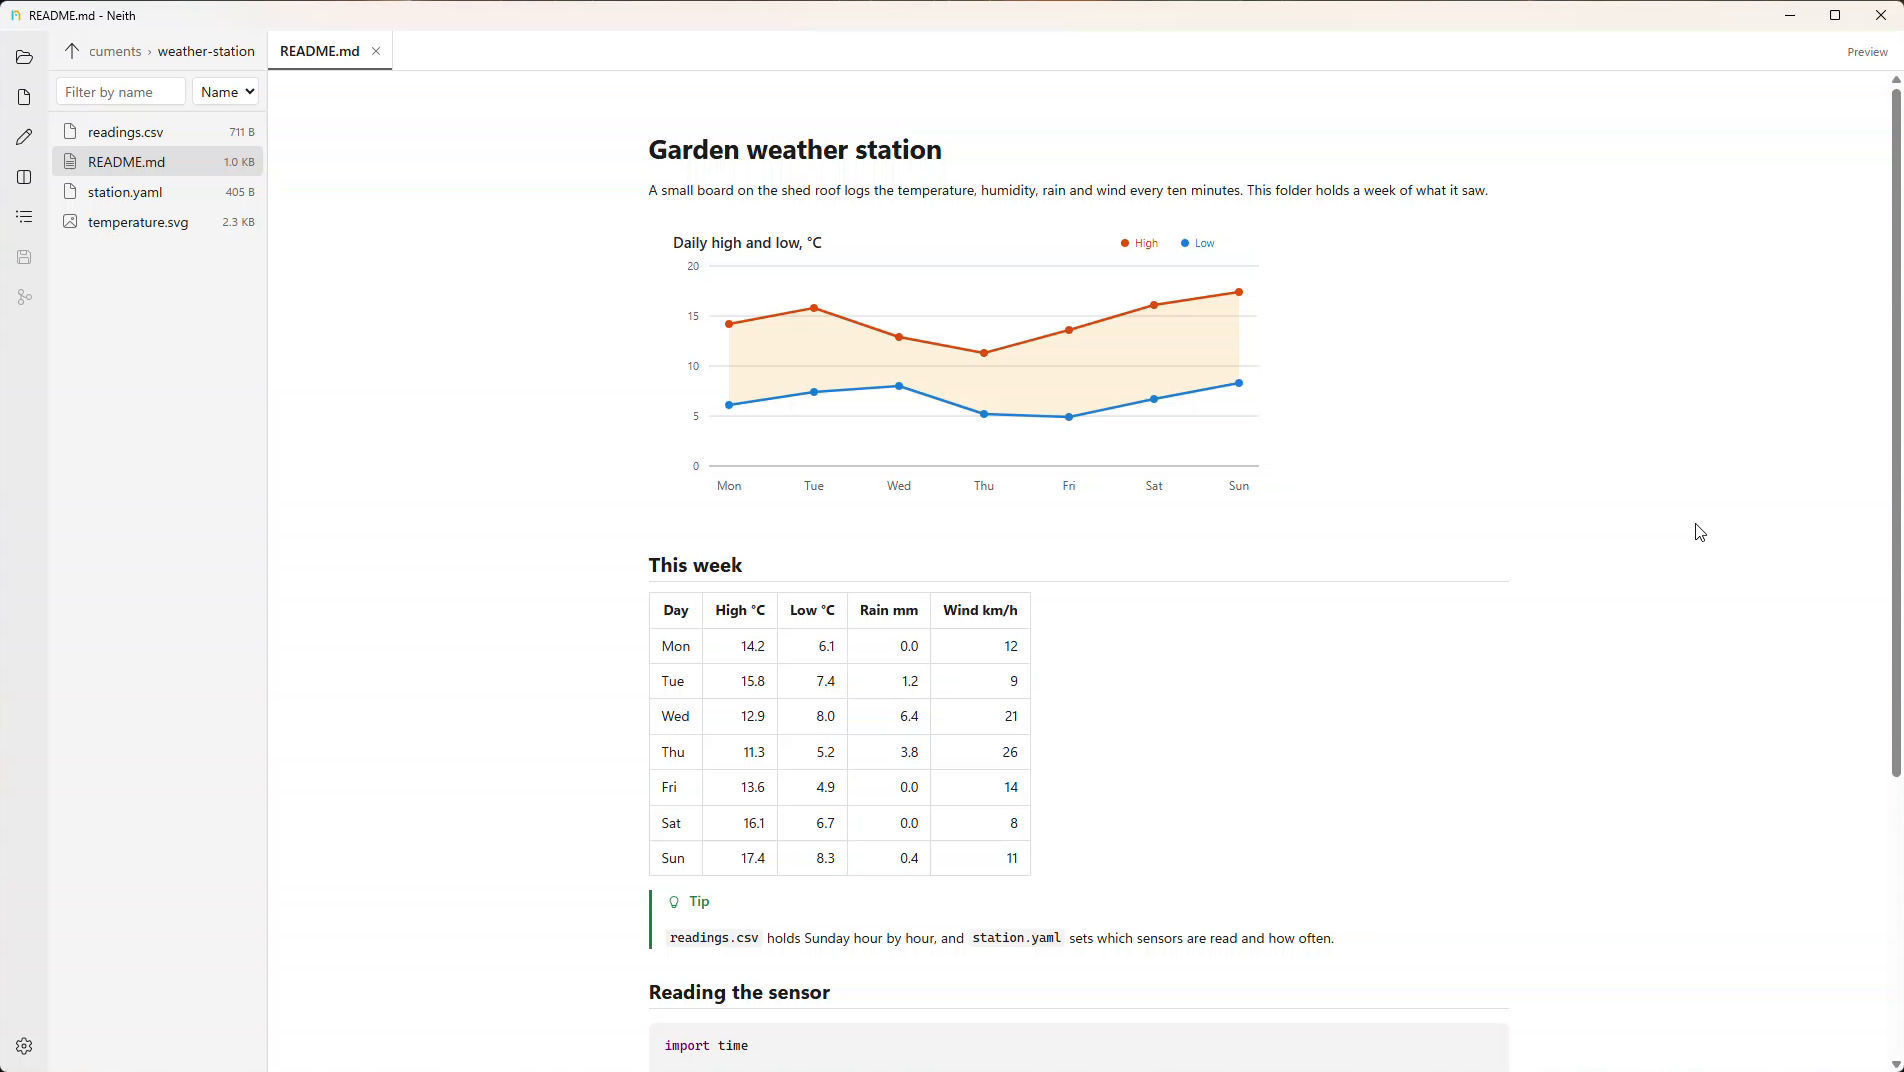 README.md - Neith
cuments › weather-station
README.md
Preview
Filter by name
Name
readings.csv 711 B
README.md 1.0 KB
station.yaml 405 B
temperature.svg 2.3 KB
Garden weather station
A small board on the shed roof logs the temperature, humidity, rain and wind every ten minutes. This folder holds a week of what it saw.
Daily high and low, °C
High Low
20
15
10
5
0
Mon Tue Wed Thu Fri Sat Sun
This week
Day High °C Low °C Rain mm Wind km/h
Mon 14.2 6.1 0.0 12
Tue 15.8 7.4 1.2 9
Wed 12.9 8.0 6.4 21
Thu 11.3 5.2 3.8 26
Fri 13.6 4.9 0.0 14
Sat 16.1 6.7 0.0 8
Sun 17.4 8.3 0.4 11
Tip
readings.csv holds Sunday hour by hour, and station.yaml sets which sensors are read and how often.
Reading the sensor
import time